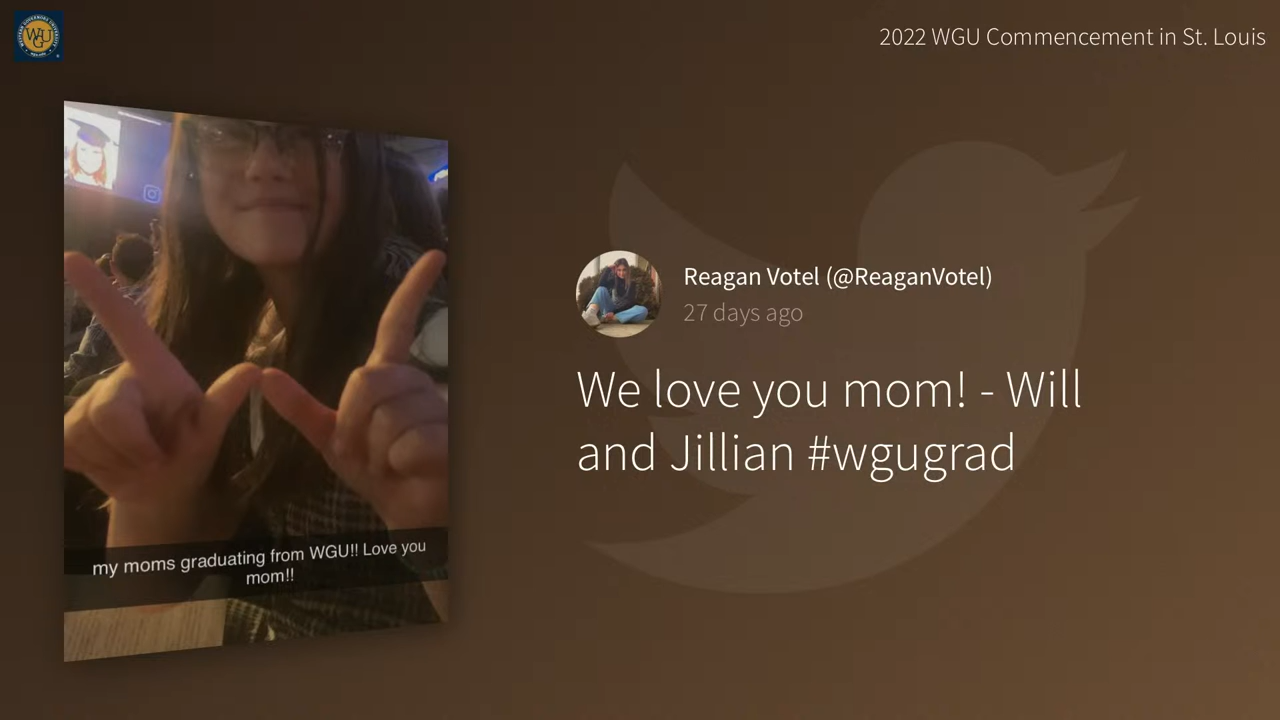 WGU
2022 WGU Commencement in St. Louis
Reagan Votel (@ReaganVotel)
27 days ago
We love you mom! - Will
and Jillian #wgugrad
my moms graduating from WGU!! Love you
mom!!